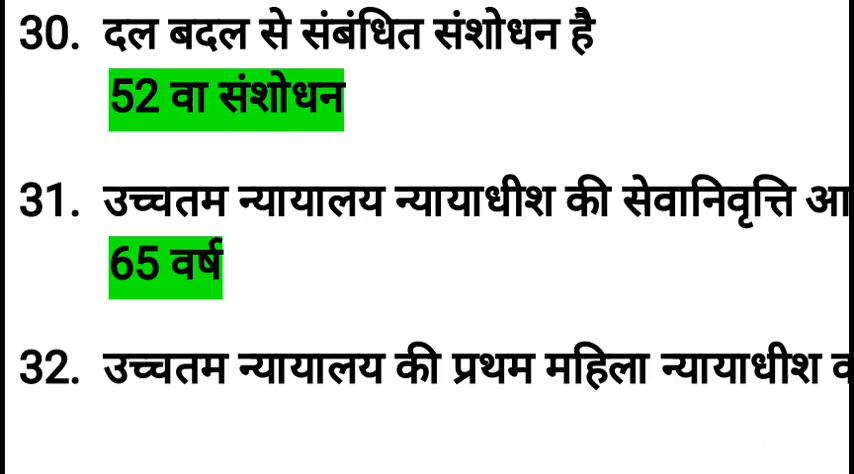 30. दल बदल से संबंधित संशोधन है
52 वा संशोधन
31. उच्चतम न्यायालय न्यायाधीश की सेवानिवृत्ति
65 वर्ष
32. उच्चतम न्यायालय की प्रथम महिला न्यायाधीश